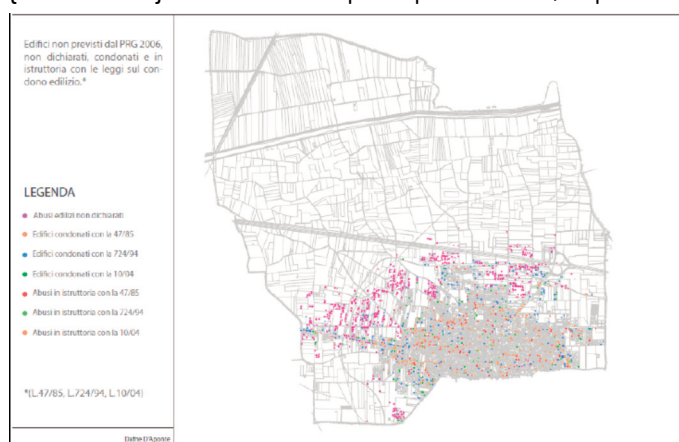 Edifici non previsti dal PRG 2006,
non dichiarati, condonati e in
istruttoria con le leggi sul con-
dono edilizio.*
LEGENDA
Abusi edilizi non dichiarati
Edifici condonati con la 47/85
Edifici condonati con la 724/94
Edifici condonati con la 10/04
Abusi in istruttoria con la 47/85
Abusi in istruttoria con la 724/94
Abusi in istruttoria con la 10/04
*(L.47/85, L.724/94, L.10/04)